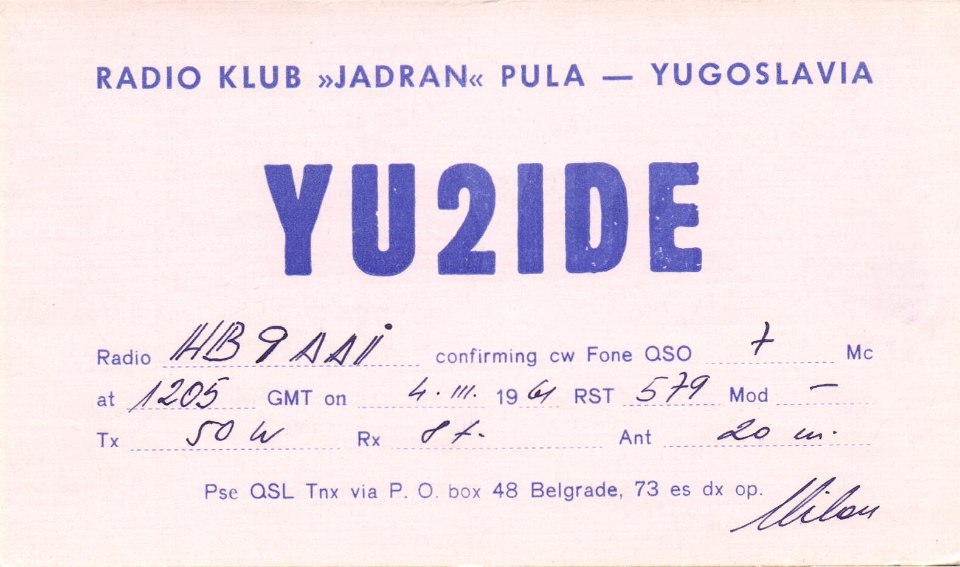 RADIO KLUB »JADRAN« PULA — YUGOSLAVIA
YU2IDE
Radio HB9AAI confirming cw Fone QSO 7 Mc
at 1205 GMT on 4. III. 1961 RST 579 Mod —
Tx 50 W Rx 8 t. Ant 20 m.
Pse QSL Tnx via P. O. box 48 Belgrade, 73 es dx op.
Milan